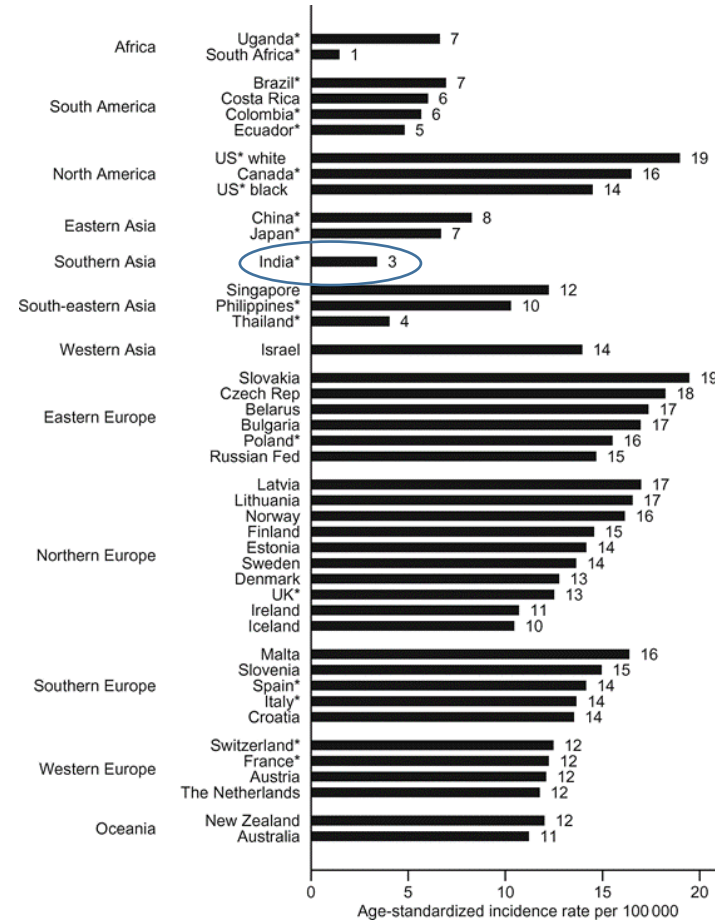 Africa
Uganda* 7
South Africa* 1
South America
Brazil* 7
Costa Rica 6
Colombia* 6
Ecuador* 5
North America
US* white 19
Canada* 16
US* black 14
Eastern Asia
China* 8
Japan* 7
Southern Asia
India* 3
South-eastern Asia
Singapore 12
Philippines* 10
Thailand* 4
Western Asia
Israel 14
Eastern Europe
Slovakia 19
Czech Rep 18
Belarus 17
Bulgaria 17
Poland* 16
Russian Fed 15
Northern Europe
Latvia 17
Lithuania 17
Norway 16
Finland 15
Estonia 14
Sweden 14
Denmark 13
UK* 13
Ireland 11
Iceland 10
Southern Europe
Malta 16
Slovenia 15
Spain* 14
Italy* 14
Croatia 14
Western Europe
Switzerland* 12
France* 12
Austria 12
The Netherlands 12
Oceania
New Zealand 12
Australia 11
0 5 10 15 20
Age-standardized incidence rate per 100 000